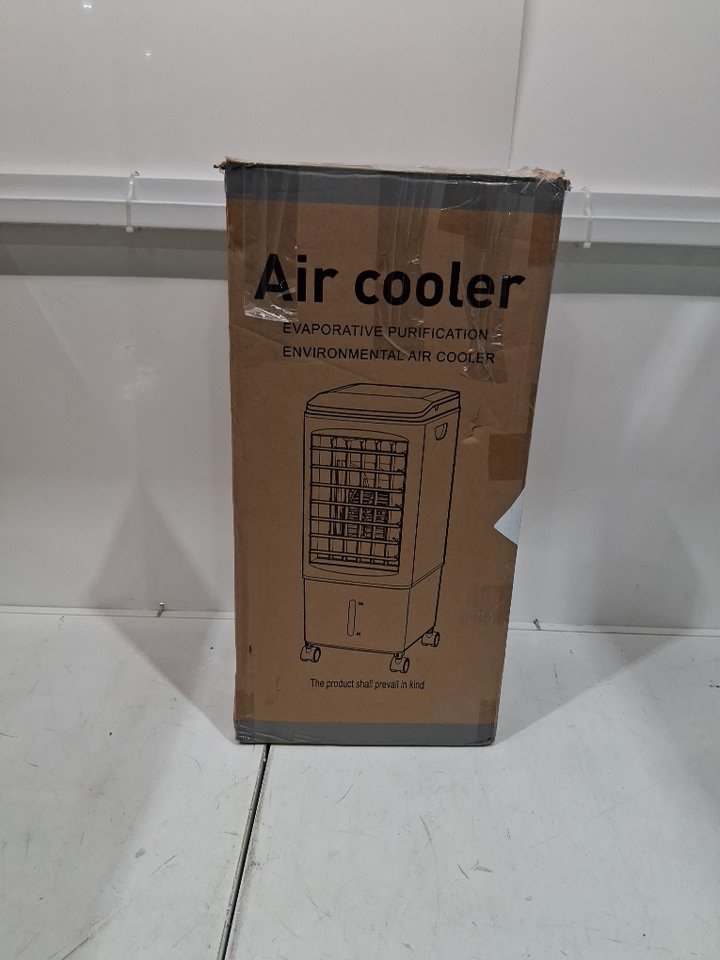 Air cooler
EVAPORATIVE PURIFICATION
ENVIRONMENTAL AIR COOLER
The product shall prevail in kind